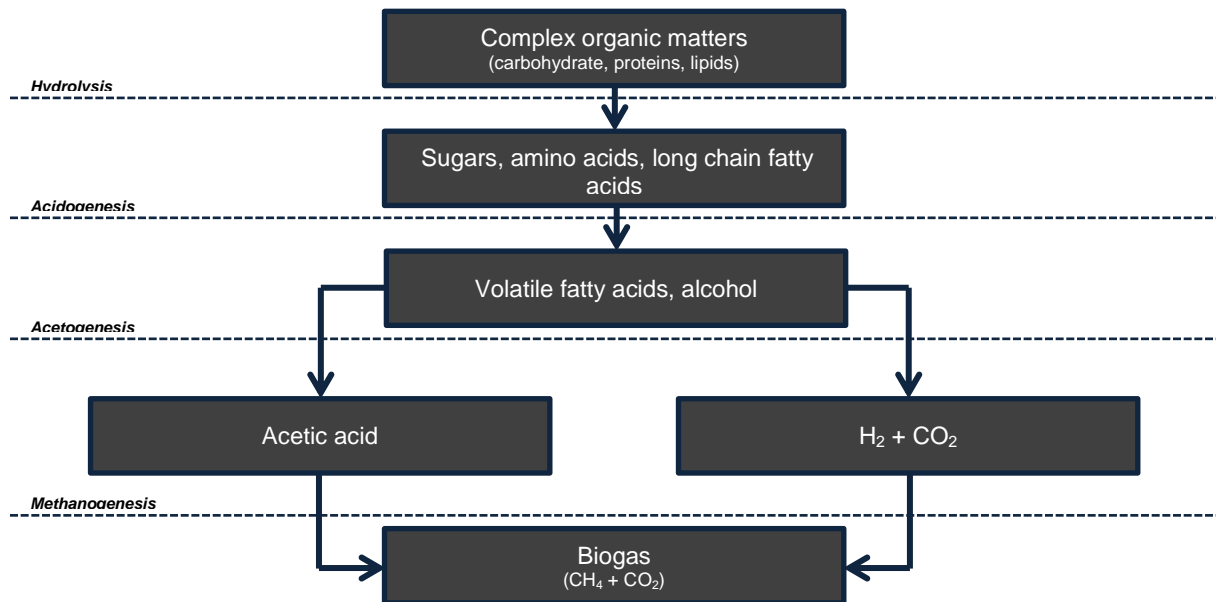 Complex organic matters
(carbohydrate, proteins, lipids)
Hydrolysis
Sugars, amino acids, long chain fatty
acids
Acidogenesis
Volatile fatty acids, alcohol
Acetogenesis
Acetic acid
H₂ + CO₂
Methanogenesis
Biogas
(CH₄ + CO₂)